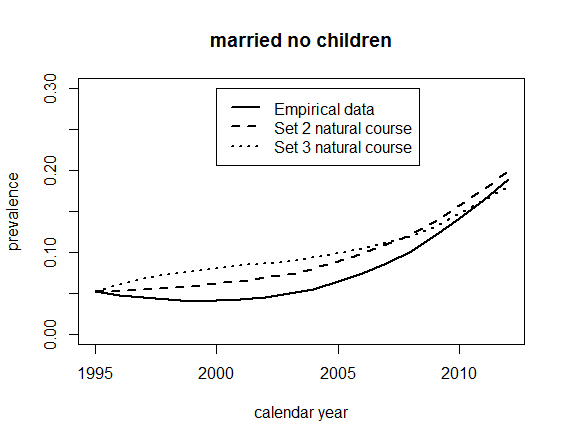 married no children
0.30
0.20
0.10
0.00
prevalence
Empirical data
Set 2 natural course
Set 3 natural course
1995
2000
2005
2010
calendar year